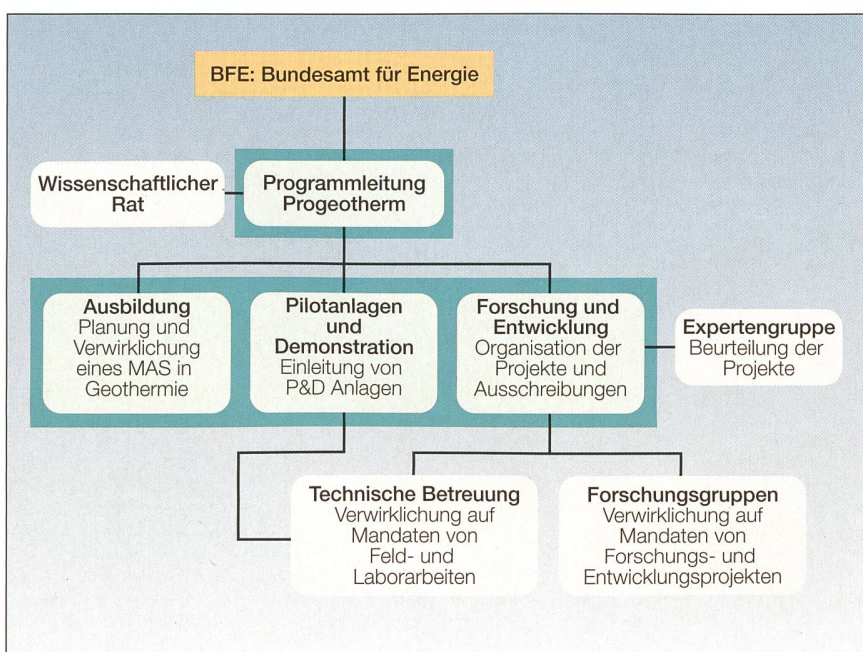 BFE: Bundesamt für Energie
Wissenschaftlicher
Rat
Programmleitung
Progeotherm
Ausbildung
Planung und
Verwirklichung
eines MAS in
Geothermie
Pilotanlagen
und
Demonstration
Einleitung von
P&D Anlagen
Forschung und
Entwicklung
Organisation der
Projekte und
Ausschreibungen
Expertengruppe
Beurteilung der
Projekte
Technische Betreuung
Verwirklichung auf
Mandaten von
Feld- und
Laborarbeiten
Forschungsgruppen
Verwirklichung auf
Mandaten von
Forschungs- und
Entwicklungsprojekten